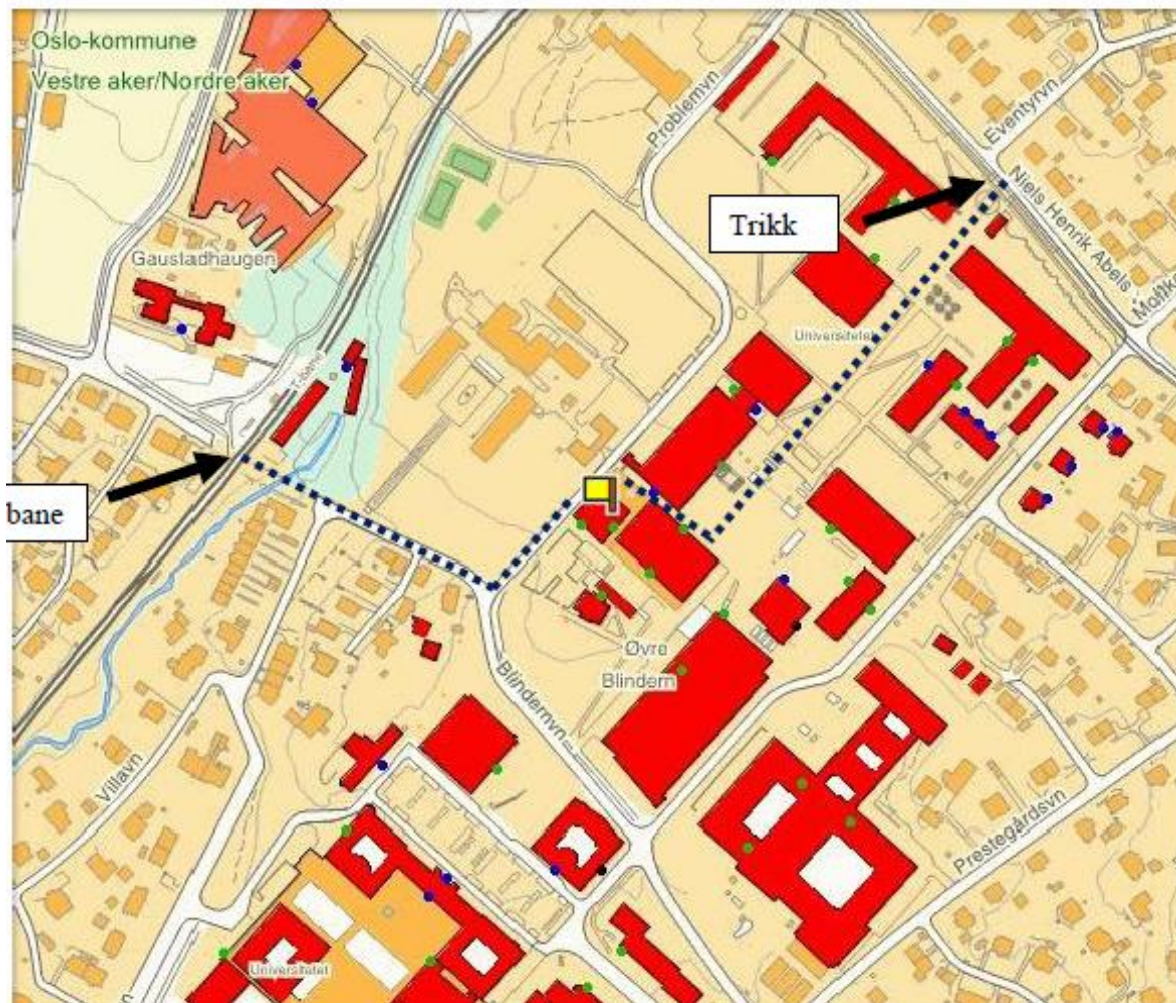 Oslo-kommune
Vestre aker/Nordre aker
Problemvn
Eventyrvn
Niels Henrik Abels
Trikk
Gaustadhaugen
Universitetet
T-bane
bane
Øvre
Blindern
Blindernvn
Villavn
Prestegårdsvn
Universitetet